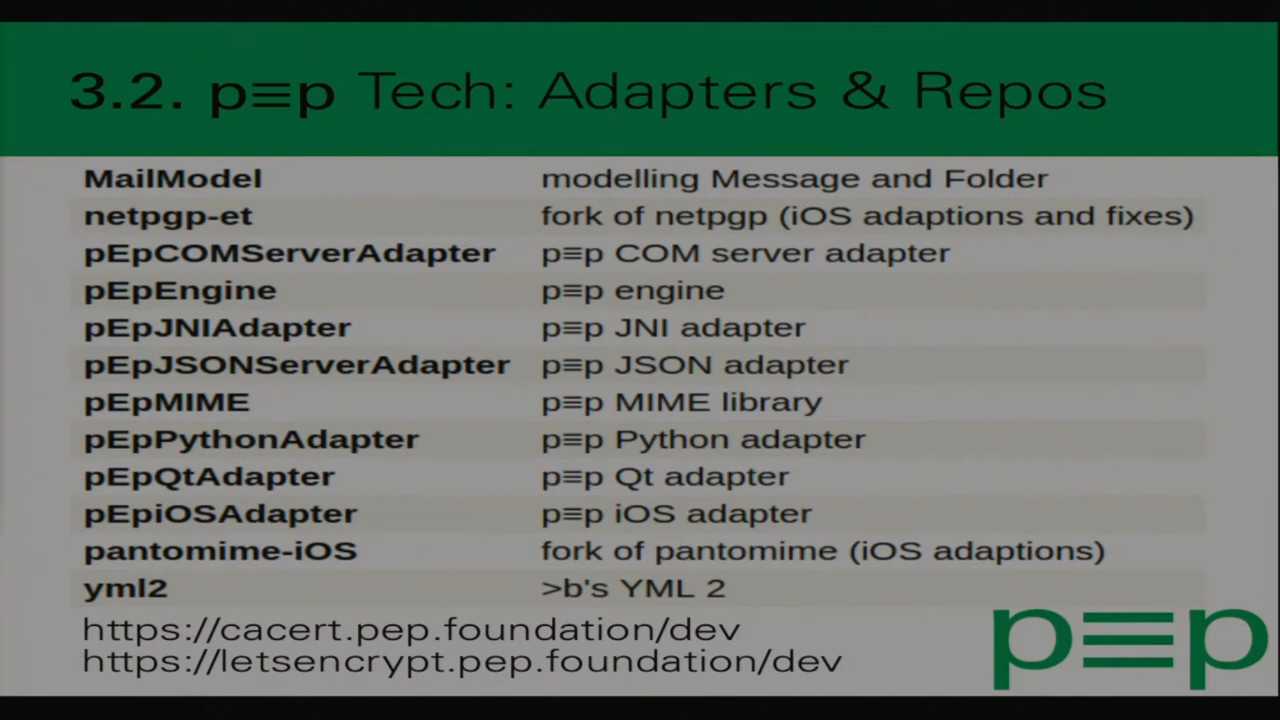 3.2. p≡p Tech: Adapters & Repos
MailModel modelling Message and Folder
netpgp-et fork of netpgp (iOS adaptions and fixes)
pEpCOMServerAdapter p≡p COM server adapter
pEpEngine p≡p engine
pEpJNIAdapter p≡p JNI adapter
pEpJSONServerAdapter p≡p JSON adapter
pEpMIME p≡p MIME library
pEpPythonAdapter p≡p Python adapter
pEpQtAdapter p≡p Qt adapter
pEpiOSAdapter p≡p iOS adapter
pantomime-iOS fork of pantomime (iOS adaptions)
yml2 >b's YML 2
https://cacert.pep.foundation/dev
https://letsencrypt.pep.foundation/dev
p≡p